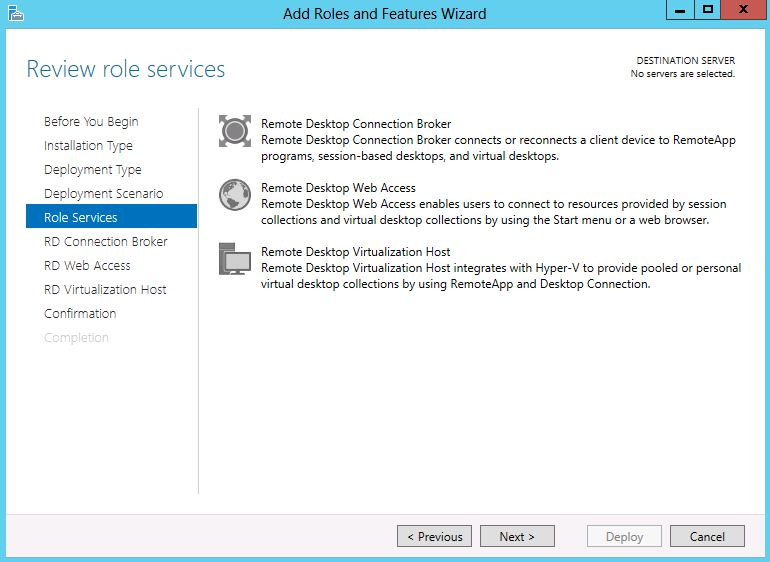 Add Roles and Features Wizard
x
Review role services
DESTINATION SERVER
No servers are selected.
Before You Begin
Installation Type
Deployment Type
Deployment Scenario
Role Services
RD Connection Broker
RD Web Access
RD Virtualization Host
Confirmation
Completion
Remote Desktop Connection Broker
Remote Desktop Connection Broker connects or reconnects a client device to RemoteApp
programs, session-based desktops, and virtual desktops.
Remote Desktop Web Access
Remote Desktop Web Access enables users to connect to resources provided by session
collections and virtual desktop collections by using the Start menu or a web browser.
Remote Desktop Virtualization Host
Remote Desktop Virtualization Host integrates with Hyper-V to provide pooled or personal
virtual desktop collections by using RemoteApp and Desktop Connection.
< Previous
Next >
Deploy
Cancel